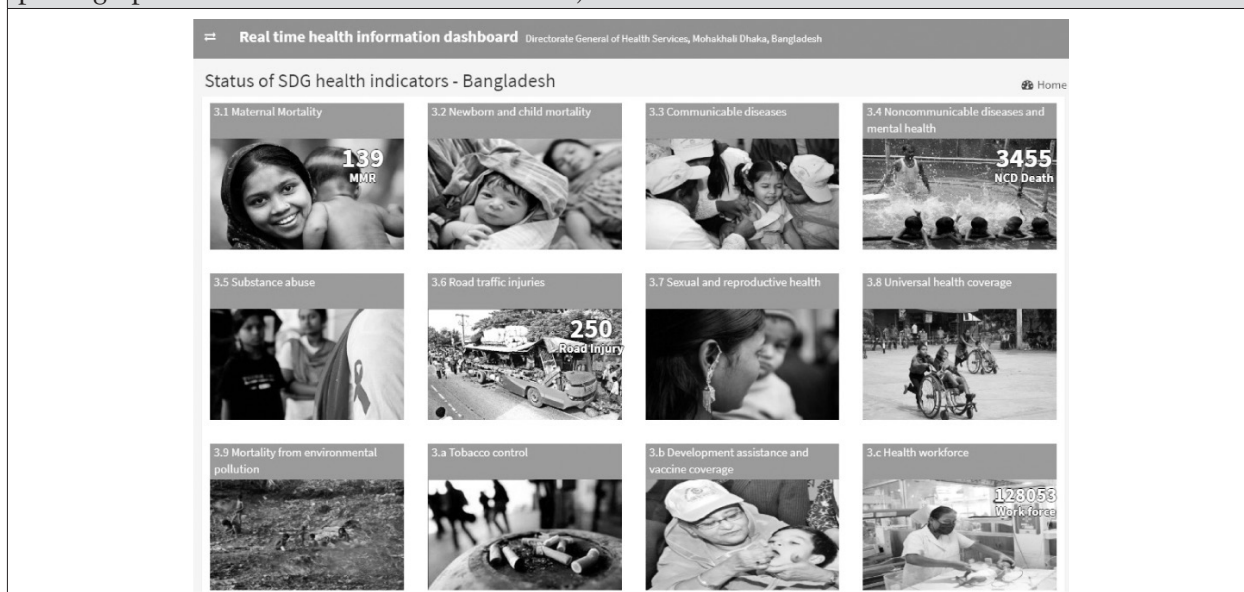 Real time health information dashboard Directorate General of Health Services, Mohakhali Dhaka, Bangladesh
Status of SDG health indicators - Bangladesh
Home
3.1 Maternal Mortality
139
MMR
3.2 Newborn and child mortality
3.3 Communicable diseases
3.4 Noncommunicable diseases and
mental health
3455
NCD Death
3.5 Substance abuse
3.6 Road traffic injuries
250
Road Injury
3.7 Sexual and reproductive health
3.8 Universal health coverage
3.9 Mortality from environmental
pollution
3.a Tobacco control
3.b Development assistance and
vaccine coverage
3.c Health workforce
128053
Work force